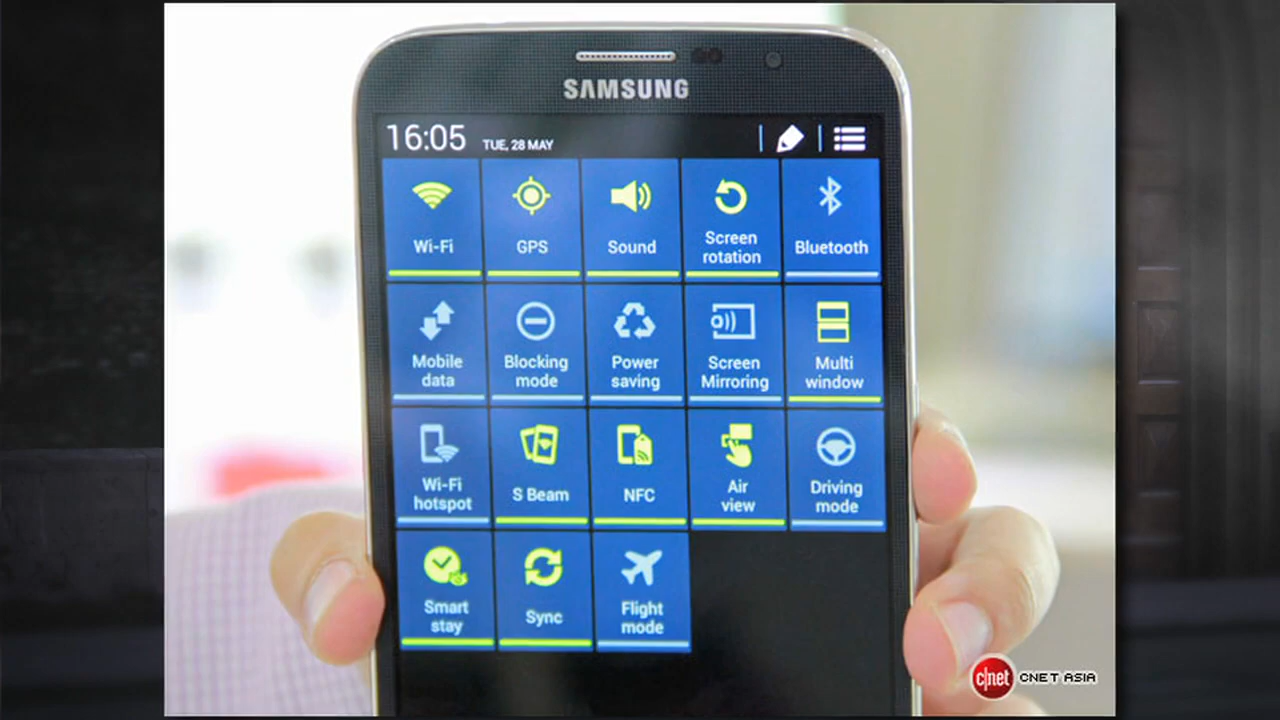 SAMSUNG
16:05 TUE, 28 MAY
Wi-Fi GPS Sound Screen rotation Bluetooth
Mobile data Blocking mode Power saving Screen Mirroring Multi window
Wi-Fi hotspot S Beam NFC Air view Driving mode
Smart stay Sync Flight mode
c|net CNET ASIA